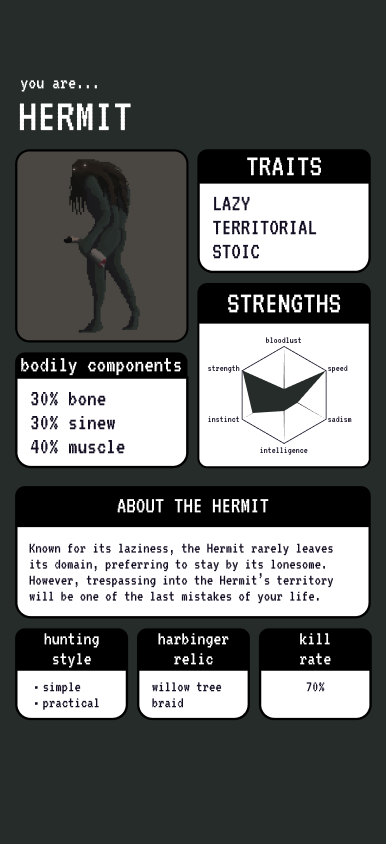 you are...
HERMIT
TRAITS
LAZY
TERRITORIAL
STOIC
STRENGTHS
bloodlust
strength
speed
instinct
sadism
intelligence
bodily components
30% bone
30% sinew
40% muscle
ABOUT THE HERMIT
Known for its laziness, the Hermit rarely leaves
its domain, preferring to stay by its lonesome.
However, trespassing into the Hermit's territory
will be one of the last mistakes of your life.
hunting
style
• simple
• practical
harbinger
relic
willow tree
braid
kill
rate
70%